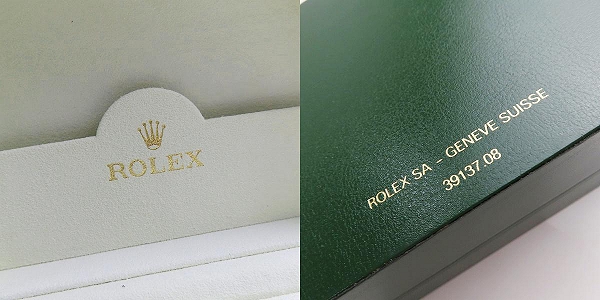 ROLEX
ROLEX SA - GENEVE SUISSE
39137.08